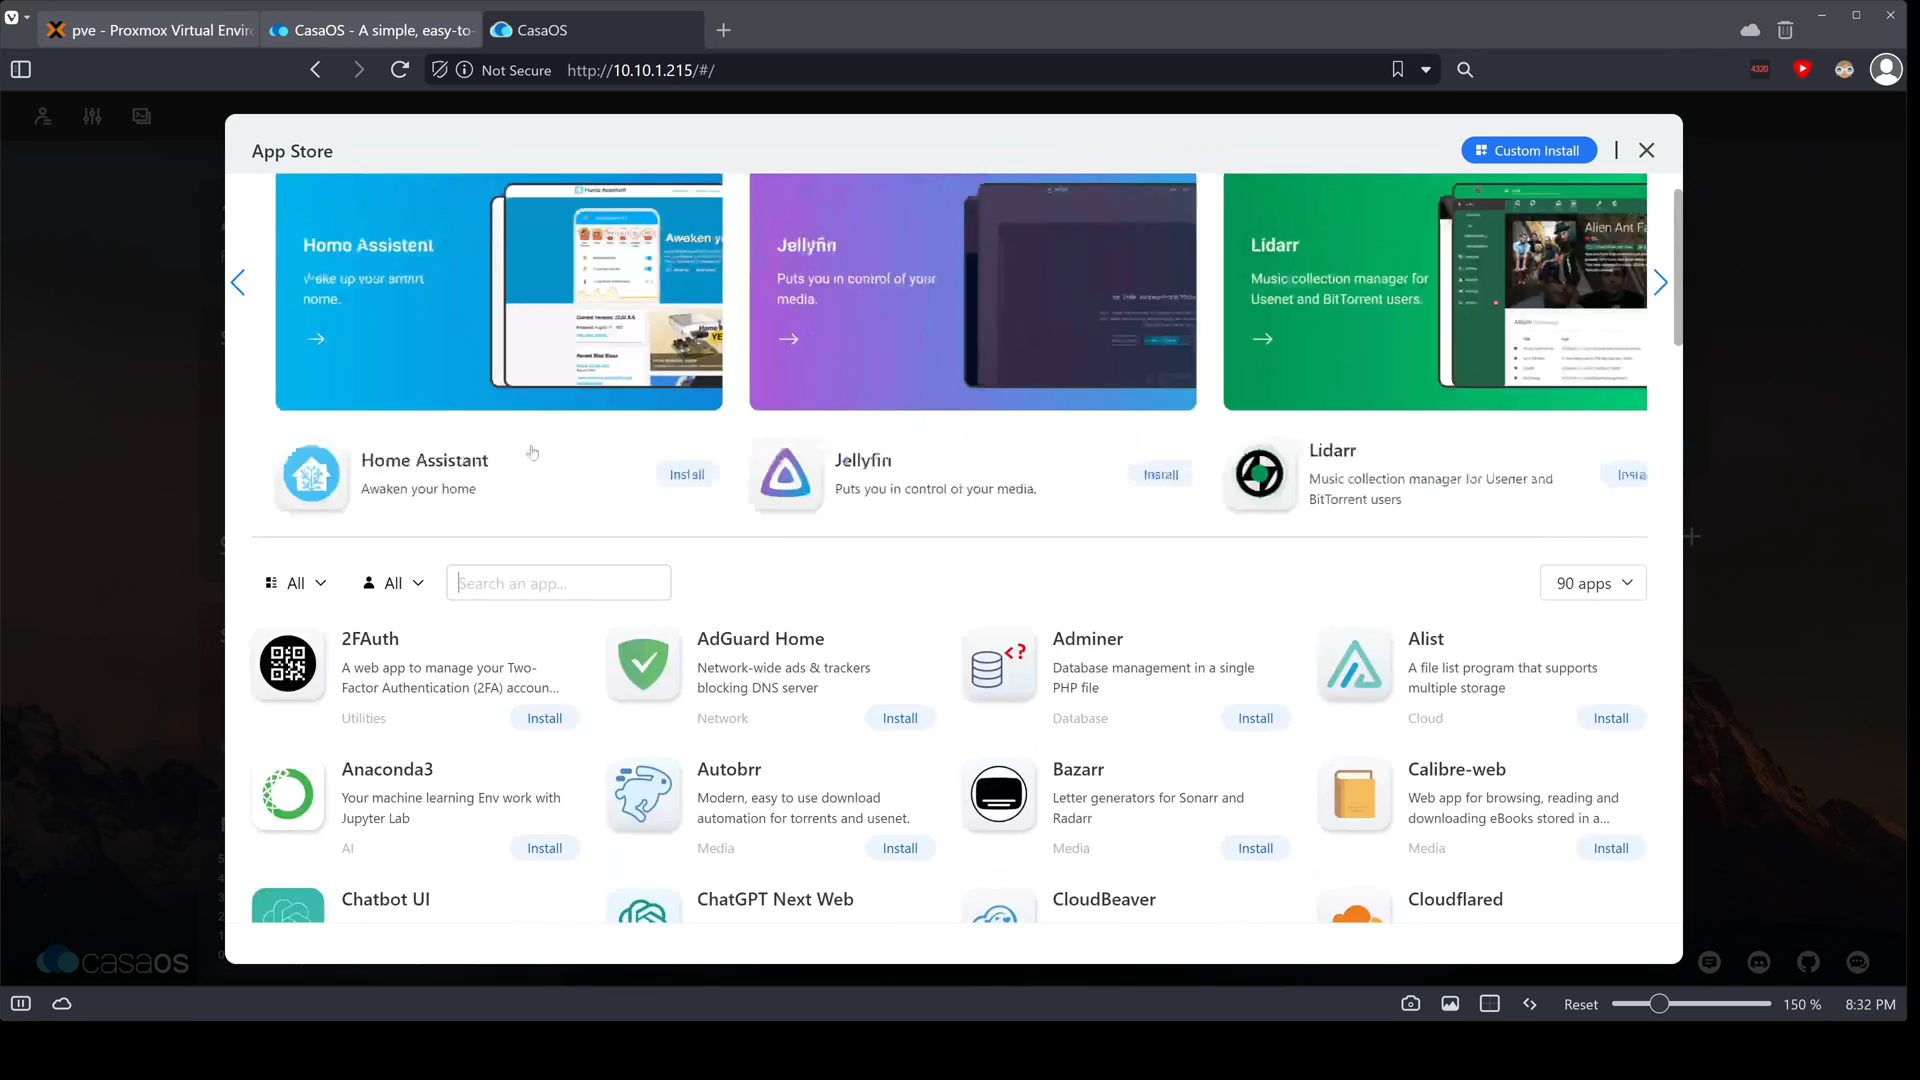 pve - Proxmox Virtual Enviro
CasaOS - A simple, easy-to-
CasaOS
Not Secure
http://10.10.1.215/#/
4320
App Store
Custom Install
Home Assistent
Jellyfin
Puts you in control of your
media.
Lidarr
Music collection manager for
Usenet and BitTorrent users.
Alien Ant Fa
Home Assistant
Awaken your home
Install
Jellyfin
Puts you in control of your media.
Install
Lidarr
Music collection manager for Usener and
BitTorrent users
Insta
All
All
Search an app...
90 apps
2FAuth
A web app to manage your Two-
Factor Authentication (2FA) accoun...
Utilities
Install
AdGuard Home
Network-wide ads & trackers
blocking DNS server
Network
Install
Adminer
Database management in a single
PHP file
Database
Install
Alist
A file list program that supports
multiple storage
Cloud
Install
Anaconda3
Your machine learning Env work with
Jupyter Lab
AI
Install
Autobrr
Modern, easy to use download
automation for torrents and usenet.
Media
Install
Bazarr
Letter generators for Sonarr and
Radarr
Media
Install
Calibre-web
Web app for browsing, reading and
downloading eBooks stored in a...
Media
Install
Chatbot UI
ChatGPT Next Web
CloudBeaver
Cloudflared
casaos
Reset
150 %
8:32 PM